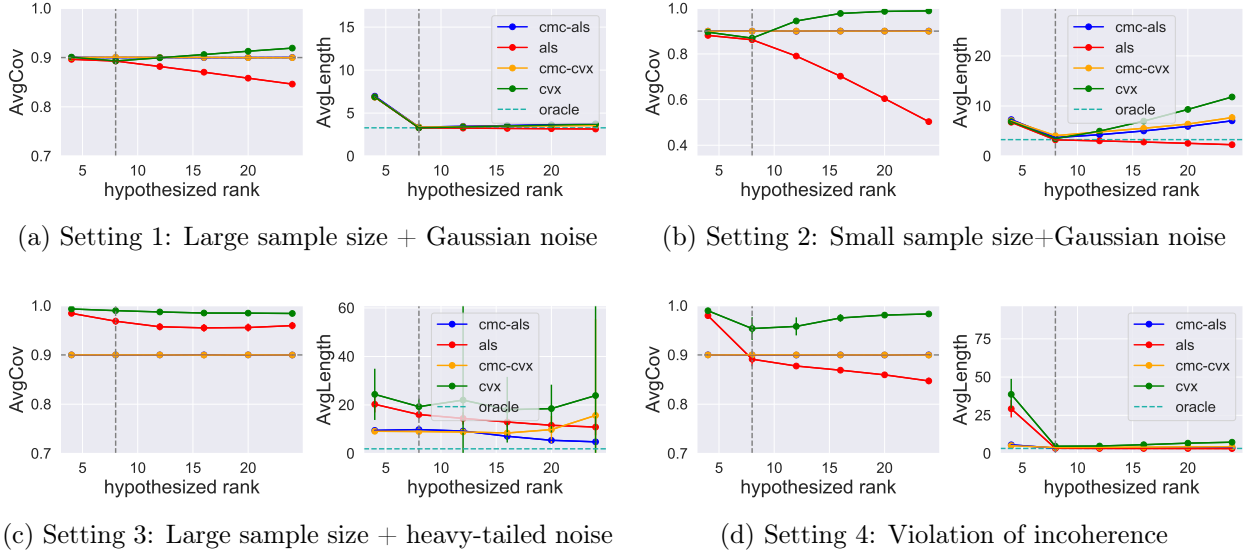 1.0
0.9
0.8
0.7
AvgCov
5 10 15 20
hypothesized rank
15
10
5
0
AvgLength
5 10 15 20
hypothesized rank
cmc-als
als
cmc-cvx
cvx
oracle
(a) Setting 1: Large sample size + Gaussian noise
1.0
0.8
0.6
0.4
AvgCov
5 10 15 20
hypothesized rank
20
10
0
AvgLength
5 10 15 20
hypothesized rank
cmc-als
als
cmc-cvx
cvx
oracle
(b) Setting 2: Small sample size+Gaussian noise
1.0
0.9
0.8
0.7
AvgCov
5 10 15 20
hypothesized rank
60
40
20
0
AvgLength
5 10 15 20
hypothesized rank
cmc-als
als
cmc-cvx
cvx
oracle
(c) Setting 3: Large sample size + heavy-tailed noise
1.0
0.9
0.8
0.7
AvgCov
5 10 15 20
hypothesized rank
75
50
25
0
AvgLength
5 10 15 20
hypothesized rank
cmc-als
als
cmc-cvx
cvx
oracle
(d) Setting 4: Violation of incoherence